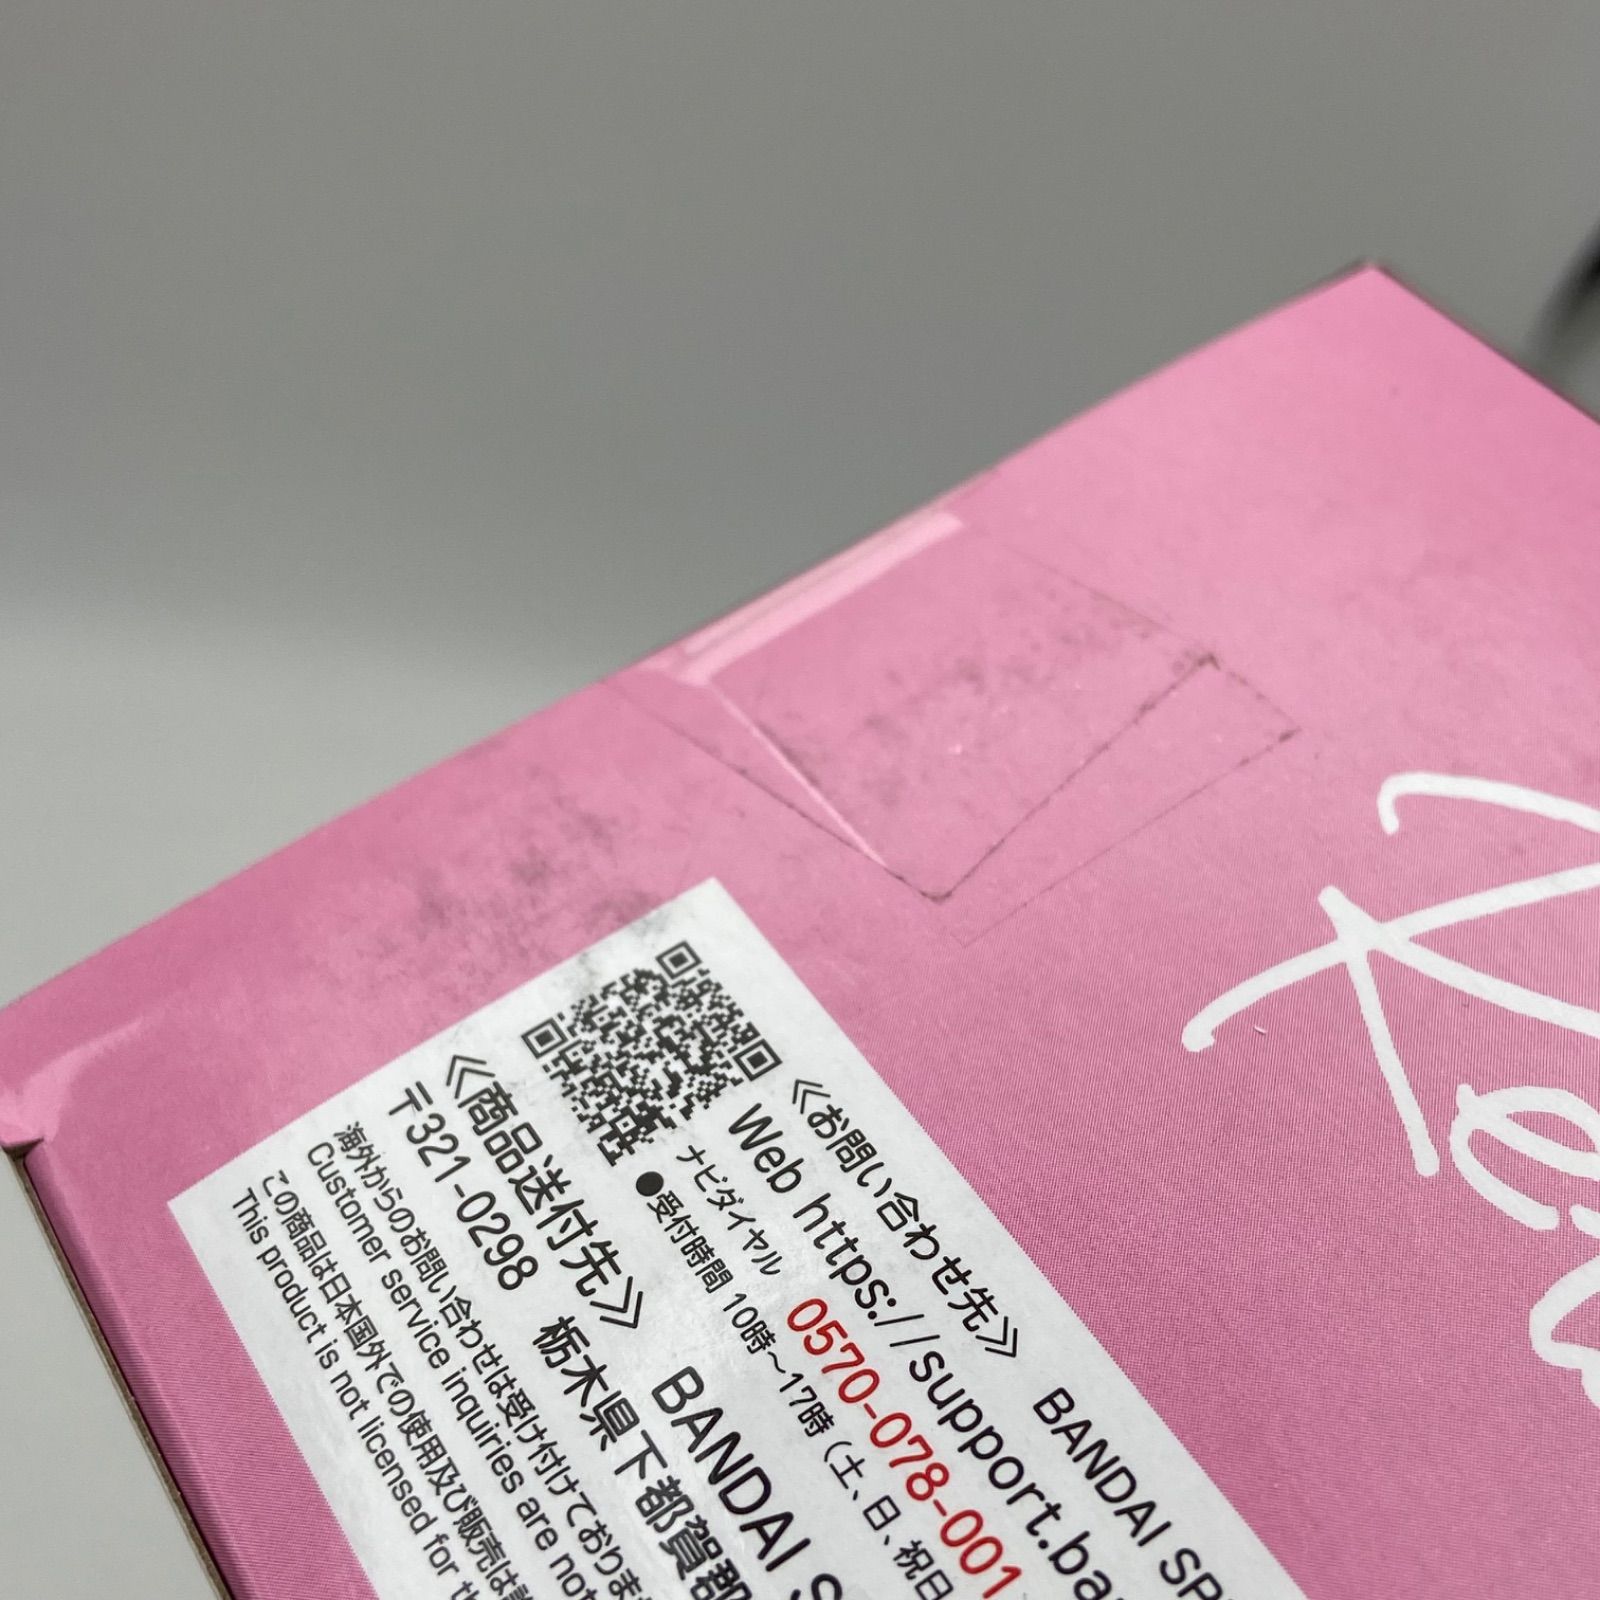 《お問い合わせ先》 BANDAI SP
Web https://support.ba
ナビダイヤル 0570-078-001
●受付時間 10時～17時 (土、日、祝日
《商品送付先》 BANDAI S
〒321-0298 栃木県下都賀郡
海外からのお問い合わせは受け付けておりま
Customer service inquiries are not
この商品は日本国外での使用及び販売は
This product is not licensed for th